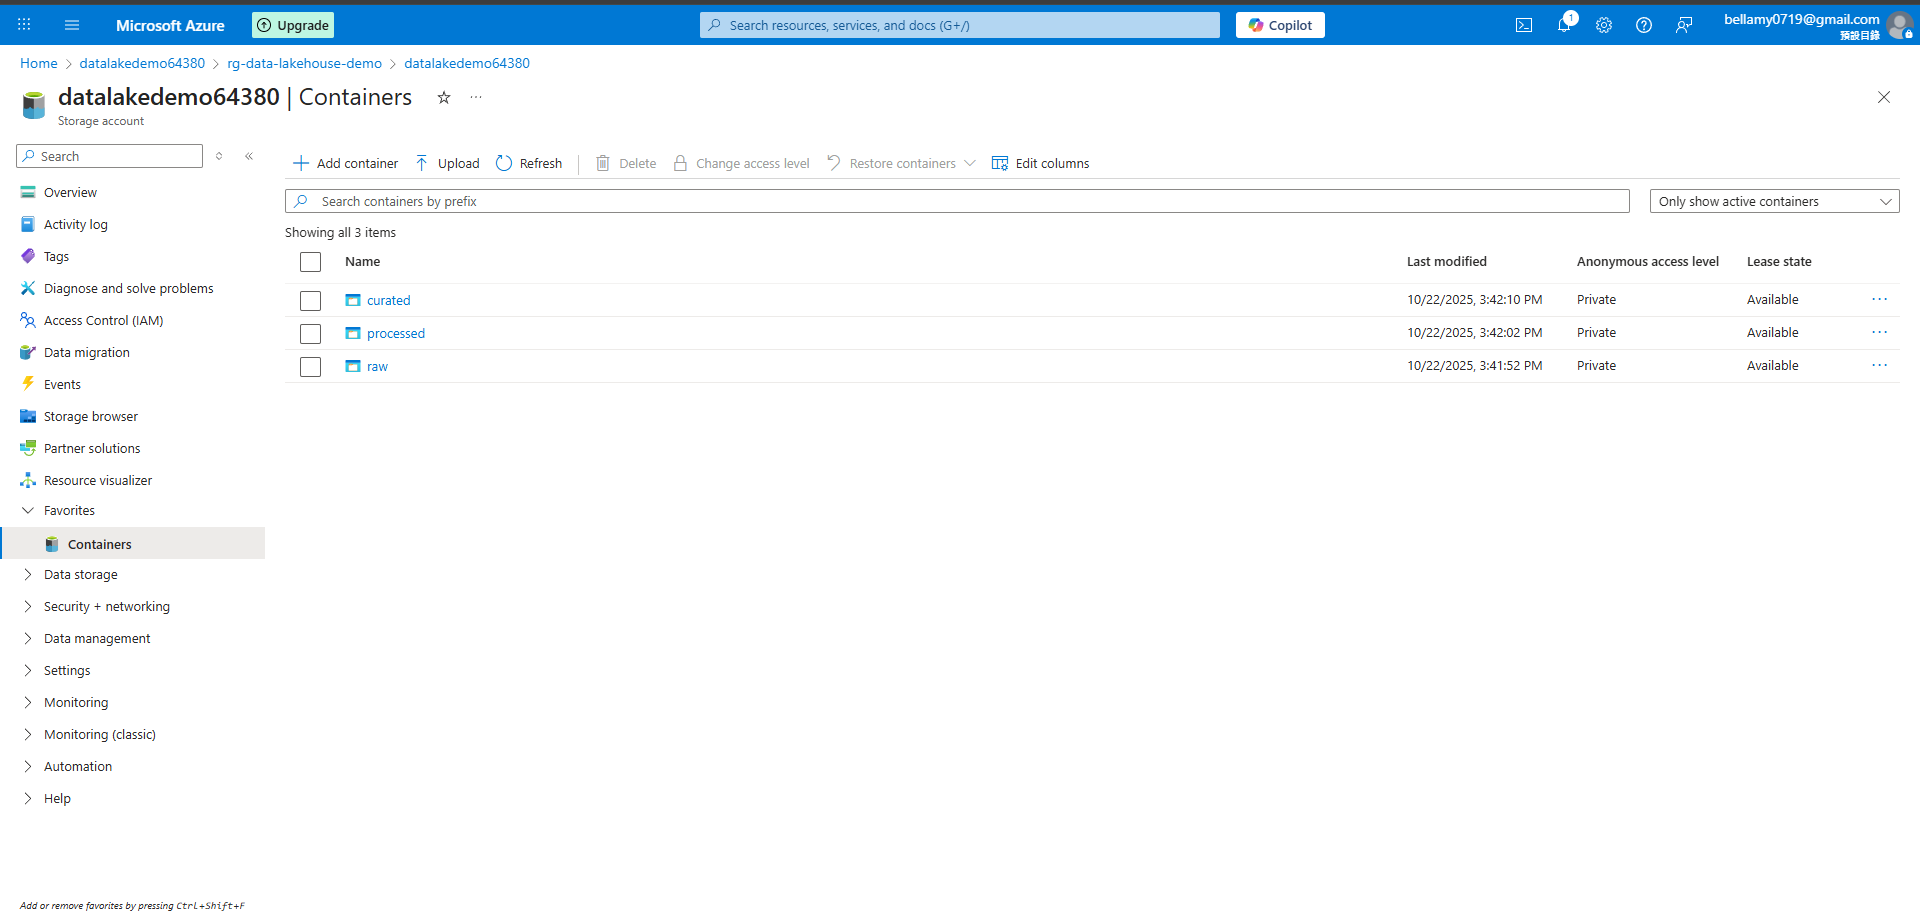 Microsoft Azure
Upgrade
Search resources, services, and docs (G+/)
Copilot
1
bellamy0719@gmail.com
預設目錄
Home > datalakedemo64380 > rg-data-lakehouse-demo > datalakedemo64380
datalakedemo64380 | Containers
Storage account
Search
Overview
Activity log
Tags
Diagnose and solve problems
Access Control (IAM)
Data migration
Events
Storage browser
Partner solutions
Resource visualizer
Favorites
Containers
Data storage
Security + networking
Data management
Settings
Monitoring
Monitoring (classic)
Automation
Help
Add or remove favorites by pressing Ctrl+Shift+F
Add container Upload Refresh Delete Change access level Restore containers Edit columns
Search containers by prefix
Only show active containers
Showing all 3 items
Name Last modified Anonymous access level Lease state
curated 10/22/2025, 3:42:10 PM Private Available
processed 10/22/2025, 3:42:02 PM Private Available
raw 10/22/2025, 3:41:52 PM Private Available